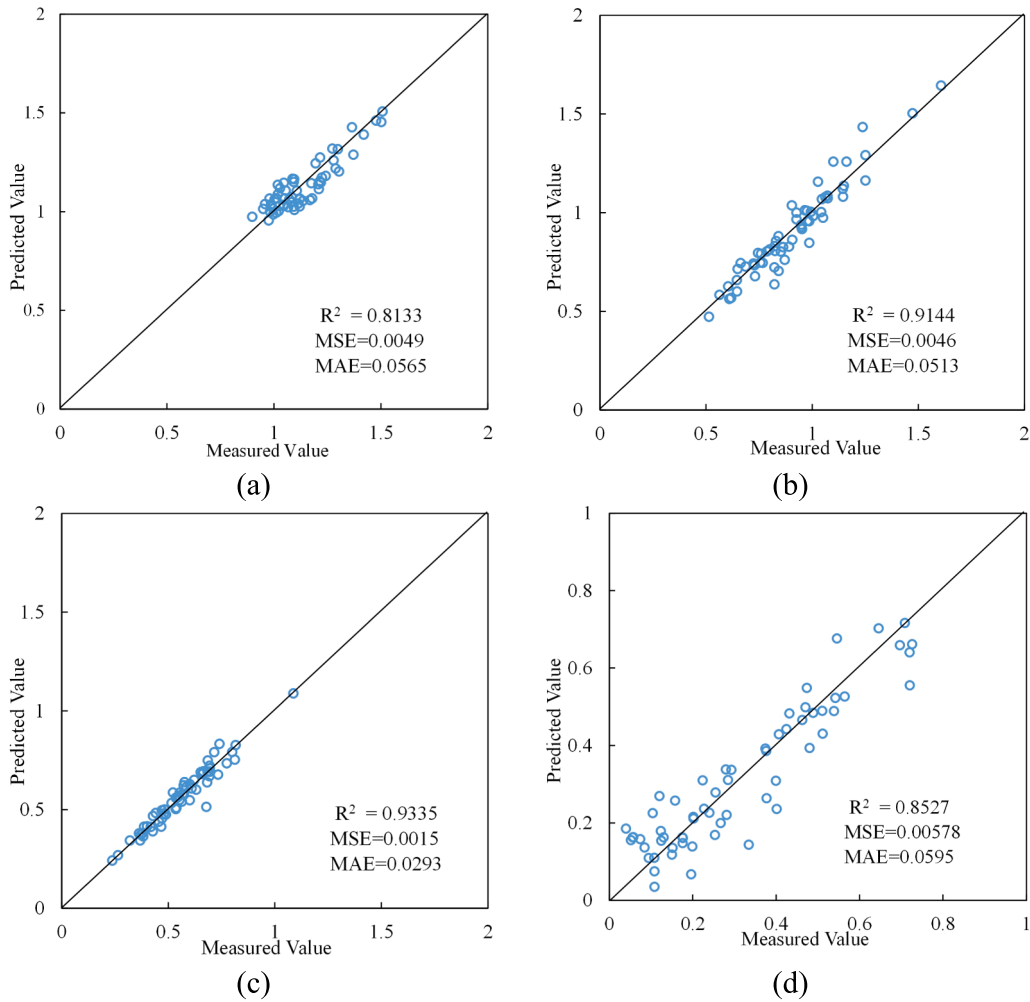 2
1.5
1
0.5
0
Predicted Value
R² = 0.8133
MSE=0.0049
MAE=0.0565
0 0.5 1 1.5 2
Measured Value
(a)
2
1.5
1
0.5
0
Predicted Value
R² = 0.9144
MSE=0.0046
MAE=0.0513
0 0.5 1 1.5 2
Measured Value
(b)
2
1.5
1
0.5
0
Predicted Value
R² = 0.9335
MSE=0.0015
MAE=0.0293
0 0.5 1 1.5 2
Measured Value
(c)
1
0.8
0.6
0.4
0.2
0
Predicted Value
R² = 0.8527
MSE=0.00578
MAE=0.0595
0 0.2 0.4 0.6 0.8 1
Measured Value
(d)